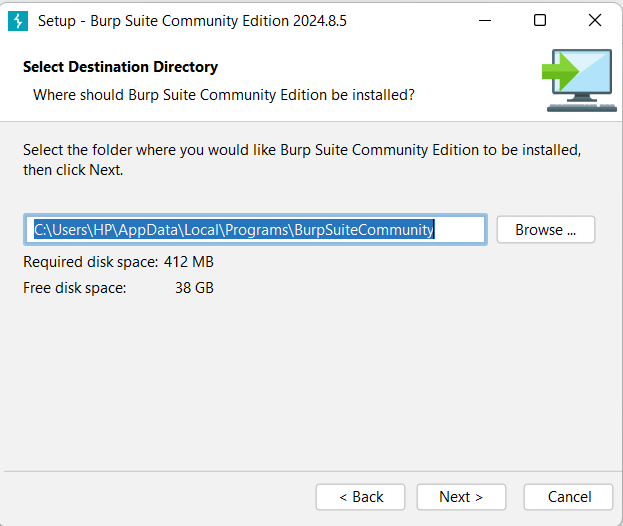 Setup - Burp Suite Community Edition 2024.8.5
Select Destination Directory
Where should Burp Suite Community Edition be installed?
Select the folder where you would like Burp Suite Community Edition to be installed,
then click Next.
C:\Users\HP\AppData\Local\Programs\BurpSuiteCommunity
Browse ...
Required disk space: 412 MB
Free disk space: 38 GB
< Back
Next >
Cancel